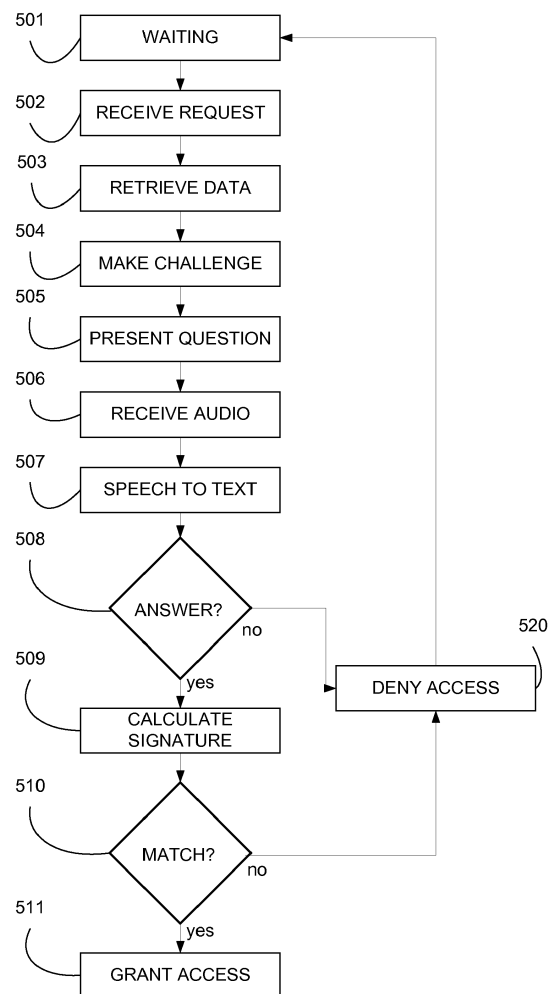 501
WAITING
502
RECEIVE REQUEST
503
RETRIEVE DATA
504
MAKE CHALLENGE
505
PRESENT QUESTION
506
RECEIVE AUDIO
507
SPEECH TO TEXT
508
ANSWER?
no
yes
520
DENY ACCESS
509
CALCULATE
SIGNATURE
510
MATCH?
no
yes
511
GRANT ACCESS